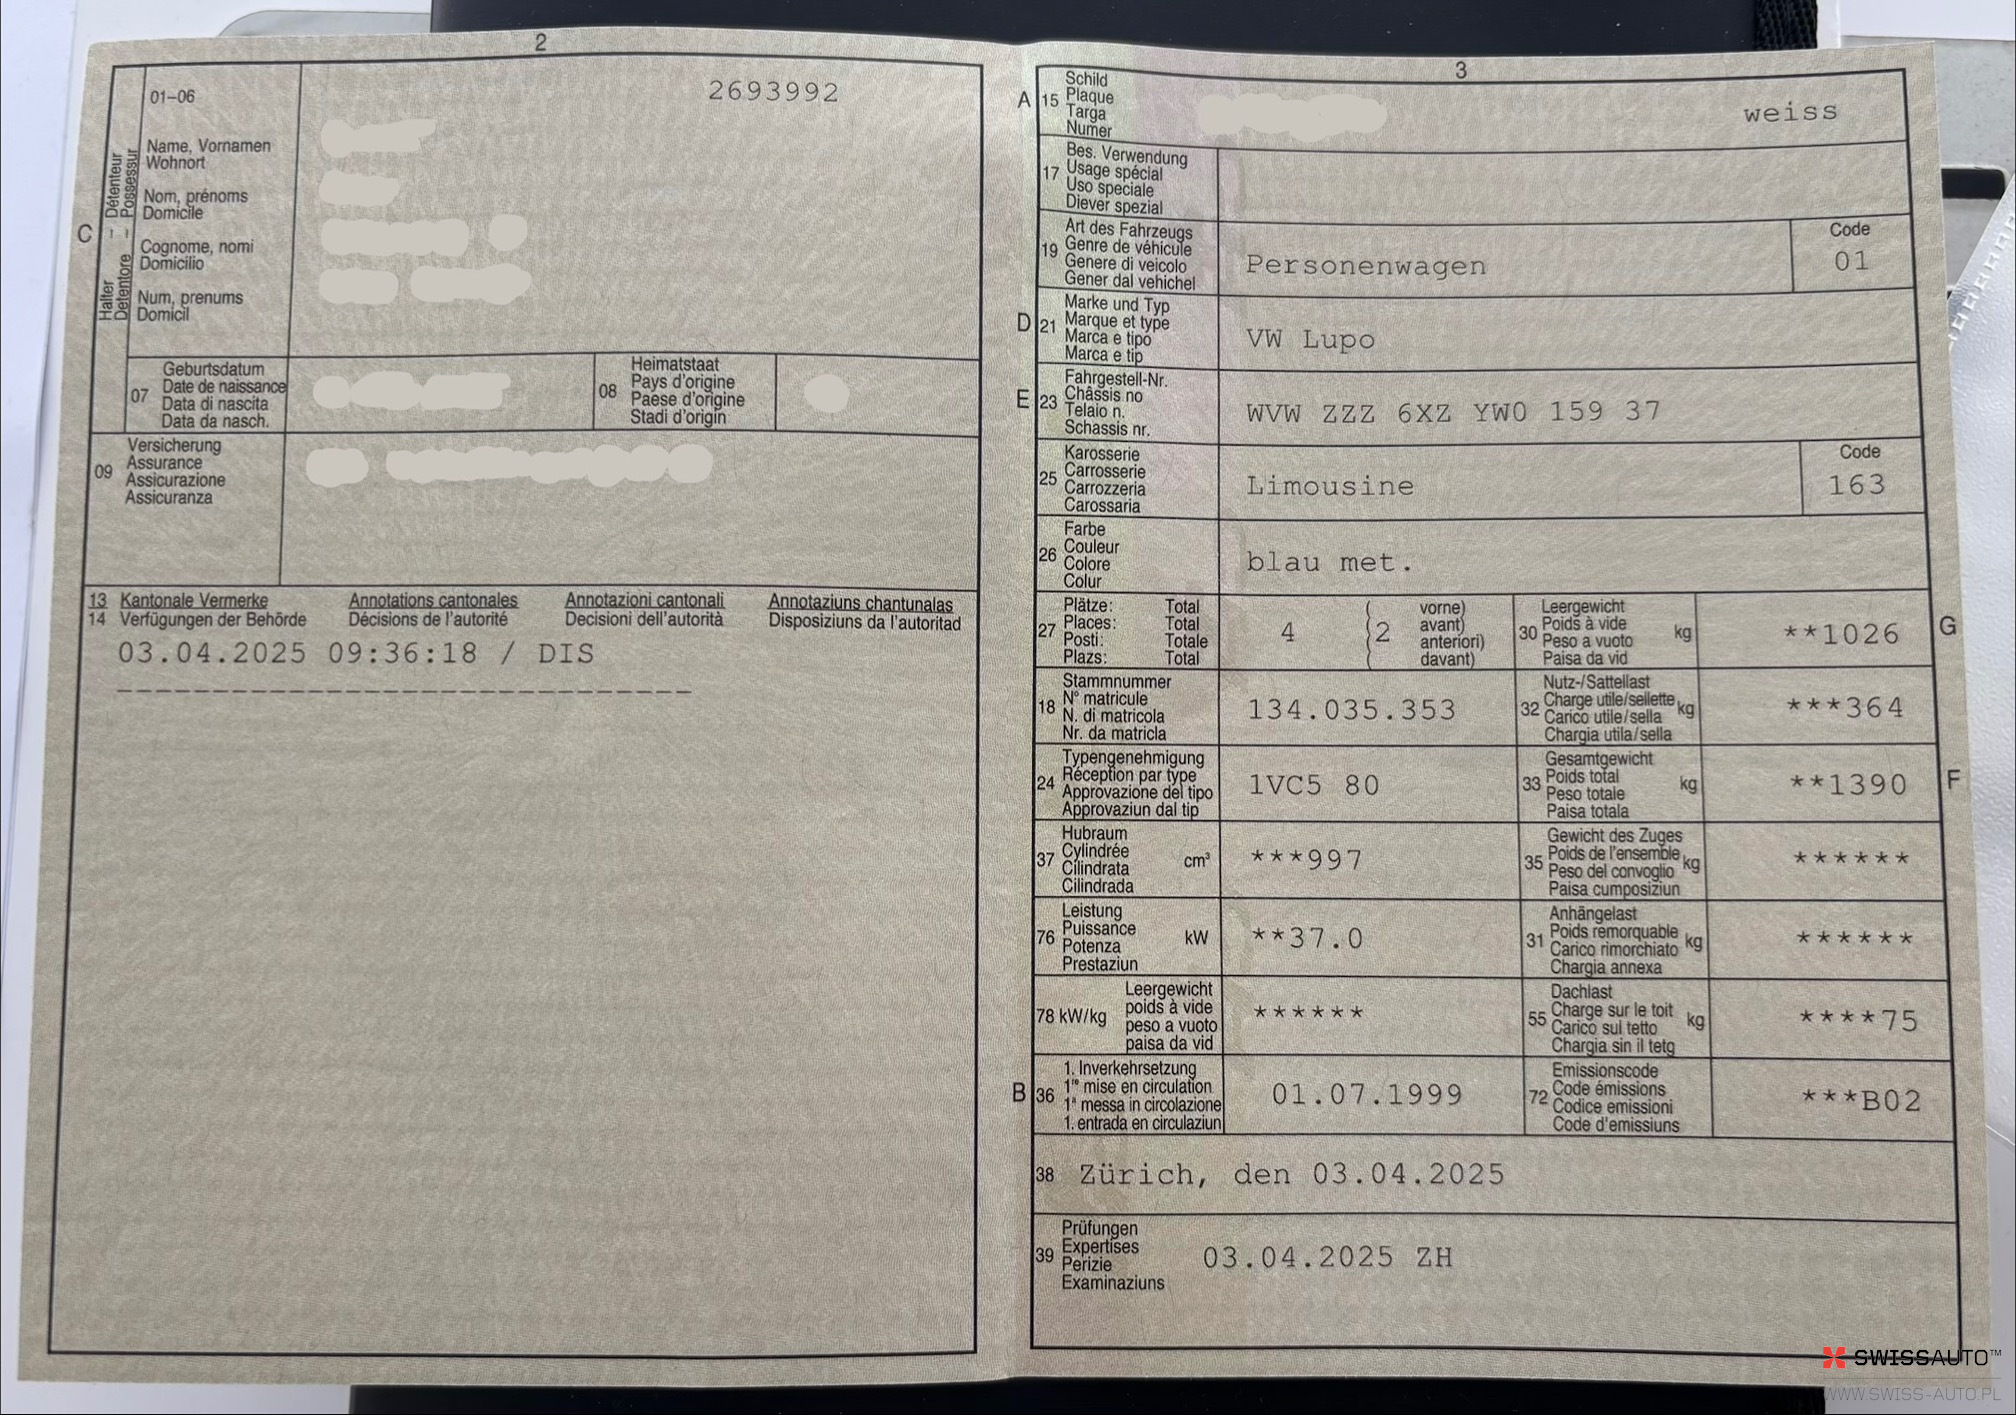 2
01-06
2693992
Halter – Détenteur
Detentore – Possessur
C
Name, Vornamen
Wohnort
Nom, prénoms
Domicile
Cognome, nomi
Domicilio
Num, prenums
Domicil
07
Geburtsdatum
Date de naissance
Data di nascita
Data da nasch.
08
Heimatstaat
Pays d'origine
Paese d'origine
Stadi d'origin
09
Versicherung
Assurance
Assicurazione
Assicuranza
13 Kantonale Vermerke Annotations cantonales Annotazioni cantonali Annotaziuns chantunalas
14 Verfügungen der Behörde Décisions de l'autorité Decisioni dell'autorità Disposiziuns da l'autoritad
03.04.2025 09:36:18 / DIS
---------------------------------
3
A 15
Schild
Plaque
Targa
Numer
weiss
17
Bes. Verwendung
Usage spécial
Uso speciale
Diever spezial
19
Art des Fahrzeugs
Genre de véhicule
Genere di veicolo
Gener dal vehichel
Personenwagen
Code
01
D 21
Marke und Typ
Marque et type
Marca e tipo
Marca e tip
VW Lupo
E 23
Fahrgestell-Nr.
Châssis no
Telaio n.
Schassis nr.
WVW ZZZ 6XZ YW0 159 37
25
Karosserie
Carrosserie
Carrozzeria
Carossaria
Limousine
Code
163
26
Farbe
Couleur
Colore
Colur
blau met.
27
Plätze: Total
Places: Total
Posti: Totale
Plazs: Total
4
(2
vorne)
avant)
anteriori)
davant)
30
Leergewicht
Poids à vide
Peso a vuoto
Paisa da vid
kg
**1026
G
18
Stammnummer
N° matricule
N. di matricola
Nr. da matricla
134.035.353
32
Nutz-/Sattellast
Charge utile/sellette
Carico utile/sella
Chargia utila/sella
kg
***364
24
Typengenehmigung
Réception par type
Approvazione del tipo
Approvaziun dal tip
1VC5 80
33
Gesamtgewicht
Poids total
Peso totale
Paisa totala
kg
**1390
F
37
Hubraum
Cylindrée
Cilindrata
Cilindrada
cm³
***997
35
Gewicht des Zuges
Poids de l'ensemble
Peso del convoglio
Paisa cumposiziun
kg
******
76
Leistung
Puissance
Potenza
Prestaziun
kW
**37.0
31
Anhängelast
Poids remorquable
Carico rimorchiato
Chargia annexa
kg
******
78 kW/kg
Leergewicht
poids à vide
peso a vuoto
paisa da vid
******
55
Dachlast
Charge sur le toit
Carico sul tetto
Chargia sin il tetg
kg
****75
B 36
1. Inverkehrsetzung
1re mise en circulation
1a messa in circolazione
1. entrada en circulaziun
01.07.1999
72
Emissionscode
Code émissions
Codice emissioni
Code d'emissiuns
***B02
38 Zürich, den 03.04.2025
39
Prüfungen
Expertises
Perizie
Examinaziuns
03.04.2025 ZH
SWISSAUTO™
WWW.SWISS-AUTO.PL